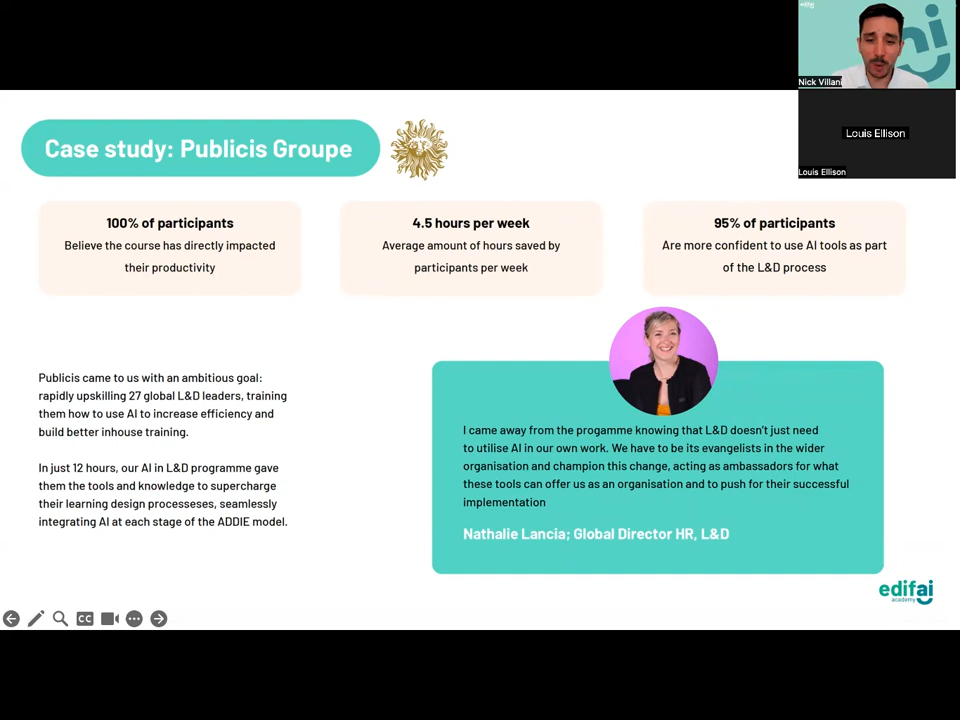 Case study: Publicis Groupe
100% of participants
Believe the course has directly impacted
their productivity
4.5 hours per week
Average amount of hours saved by
participants per week
95% of participants
Are more confident to use AI tools as part
of the L&D process
Publicis came to us with an ambitious goal:
rapidly upskilling 27 global L&D leaders, training
them how to use AI to increase efficiency and
build better inhouse training.
In just 12 hours, our AI in L&D programme gave
them the tools and knowledge to supercharge
their learning design processeses, seamlessly
integrating AI at each stage of the ADDIE model.
I came away from the progamme knowing that L&D doesn't just need
to utilise AI in our own work. We have to be its evangelists in the wider
organisation and champion this change, acting as ambassadors for what
these tools can offer us as an organisation and to push for their successful
implementation
Nathalie Lancia; Global Director HR, L&D
edifai
academy
CC
Nick Villani
Louis Ellison
Louis Ellison